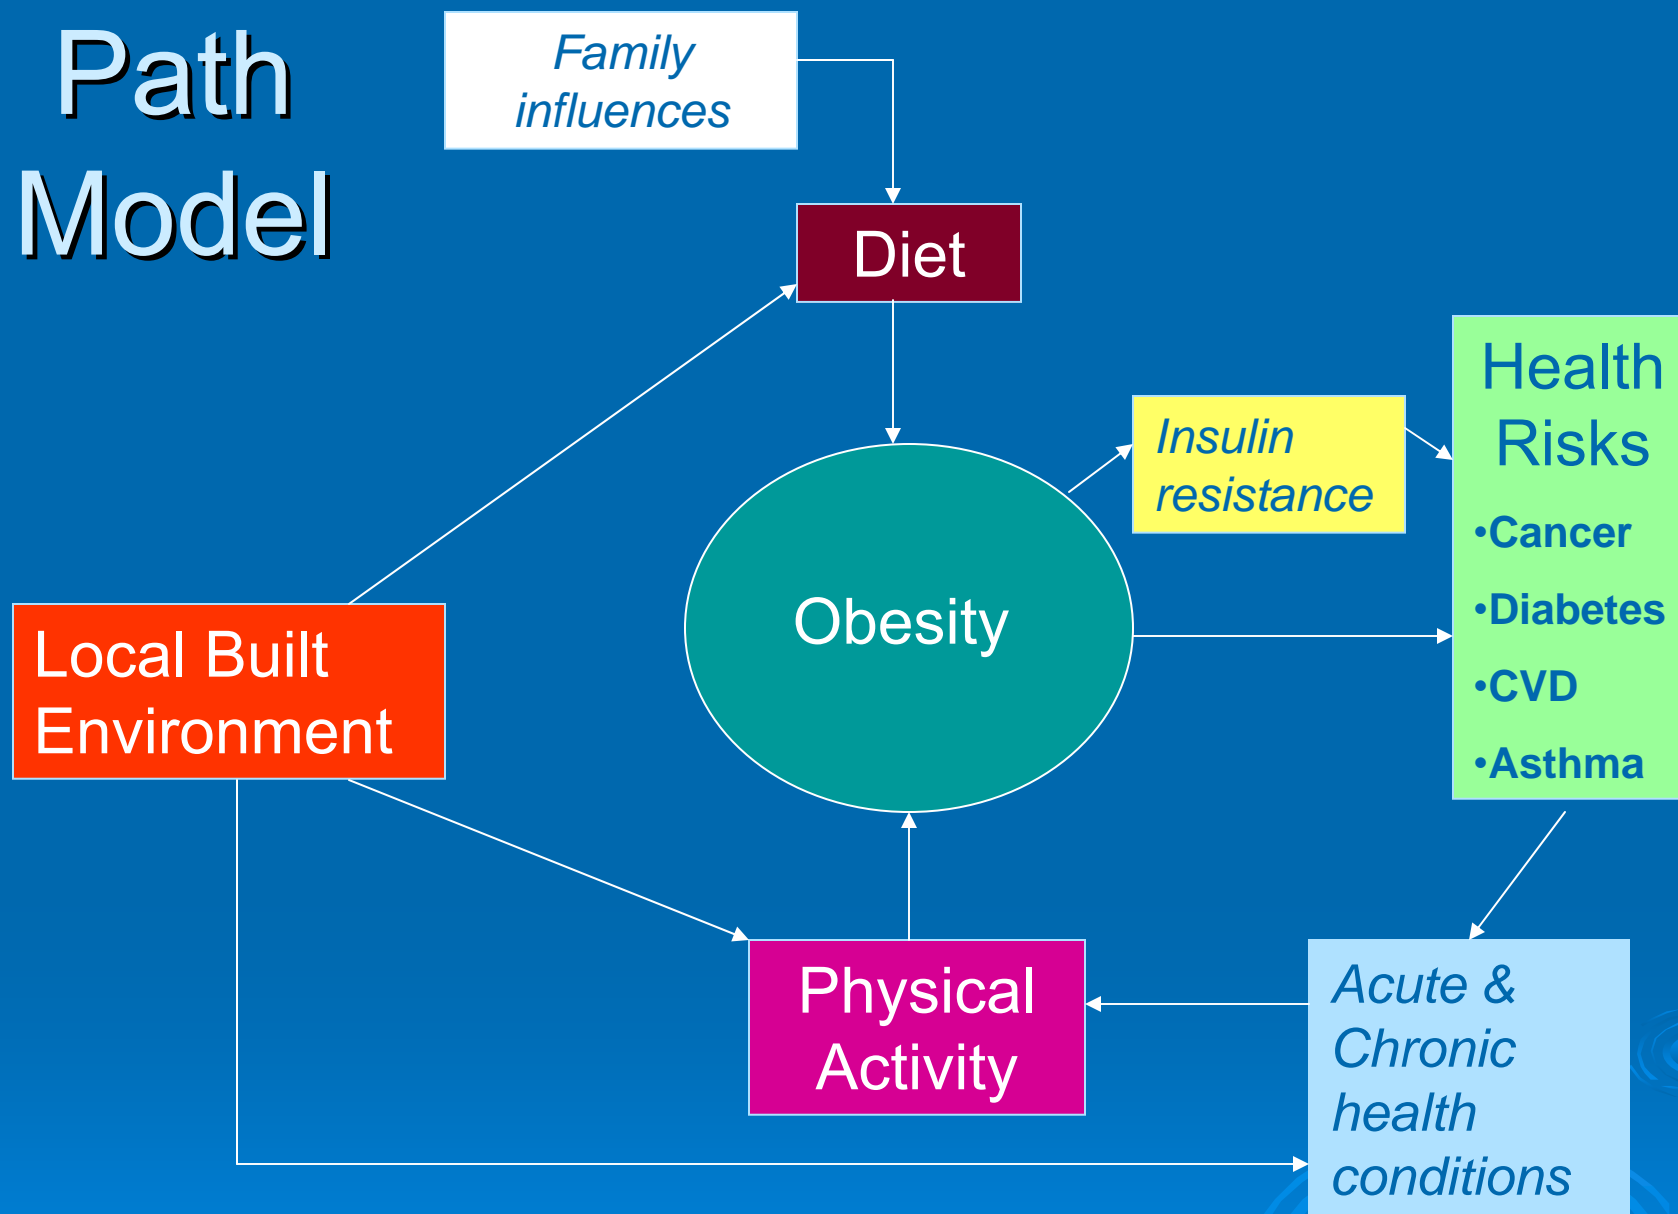 Path
Model
Family
influences
Diet
Health
Risks
•Cancer
•Diabetes
•CVD
•Asthma
Insulin
resistance
Obesity
Local Built
Environment
Physical
Activity
Acute &
Chronic
health
conditions